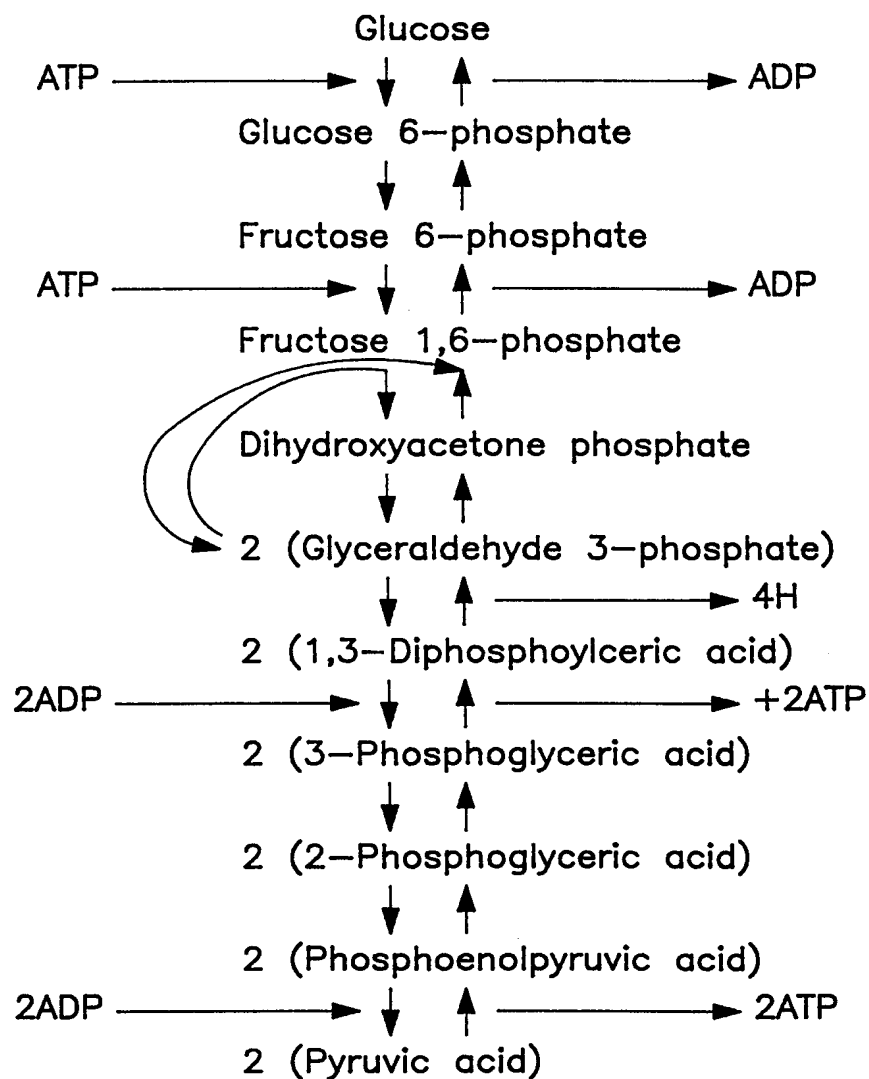 Glucose
ATP ADP
Glucose 6-phosphate
Fructose 6-phosphate
ATP ADP
Fructose 1,6-phosphate
Dihydroxyacetone phosphate
2 (Glyceraldehyde 3-phosphate)
4H
2 (1,3-Diphosphoylceric acid)
2ADP +2ATP
2 (3-Phosphoglyceric acid)
2 (2-Phosphoglyceric acid)
2 (Phosphoenolpyruvic acid)
2ADP 2ATP
2 (Pyruvic acid)